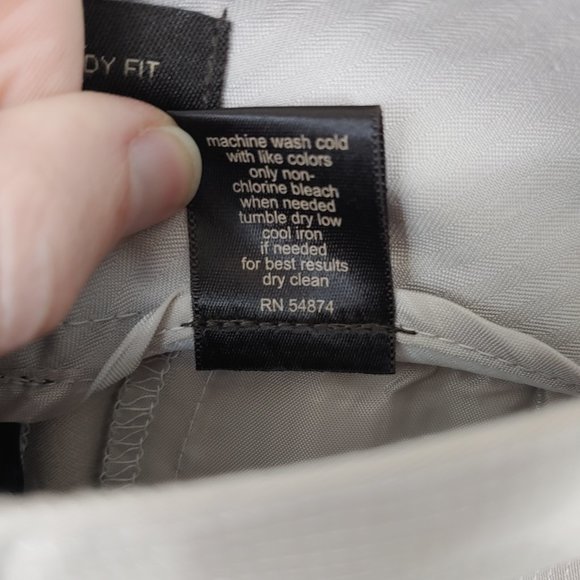 DY FIT
machine wash cold
with like colors
only non-
chlorine bleach
when needed
tumble dry low
cool iron
if needed
for best results
dry clean
RN 54874